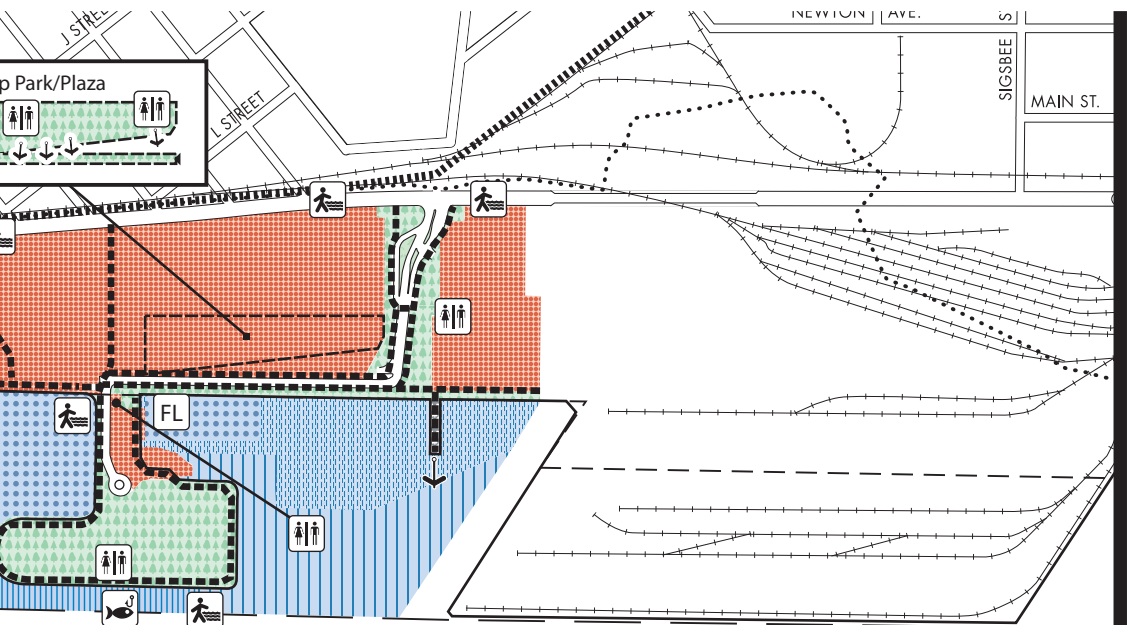 J STREET
NEWTON AVE.
SIGSBEE
p Park/Plaza
L STREET
MAIN ST.
FL